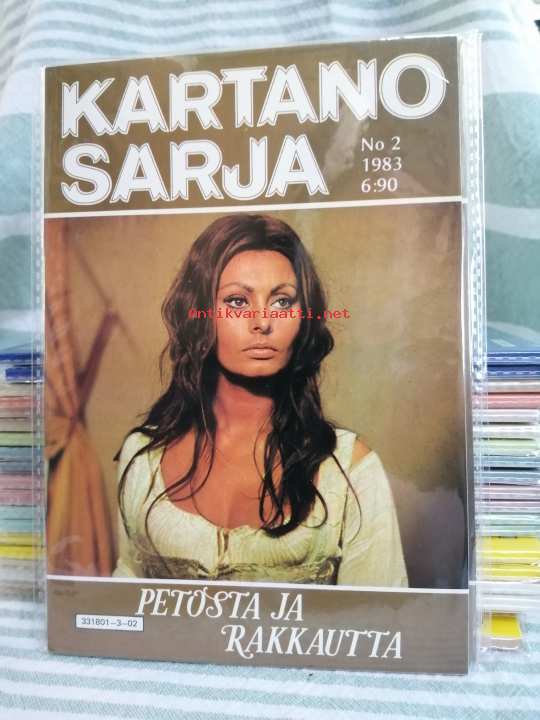 KARTANO
SARJA
No 2
1983
6:90
Antikvariaatti.net
PETOSTA JA
RAKKAUTTA
331801-3-02